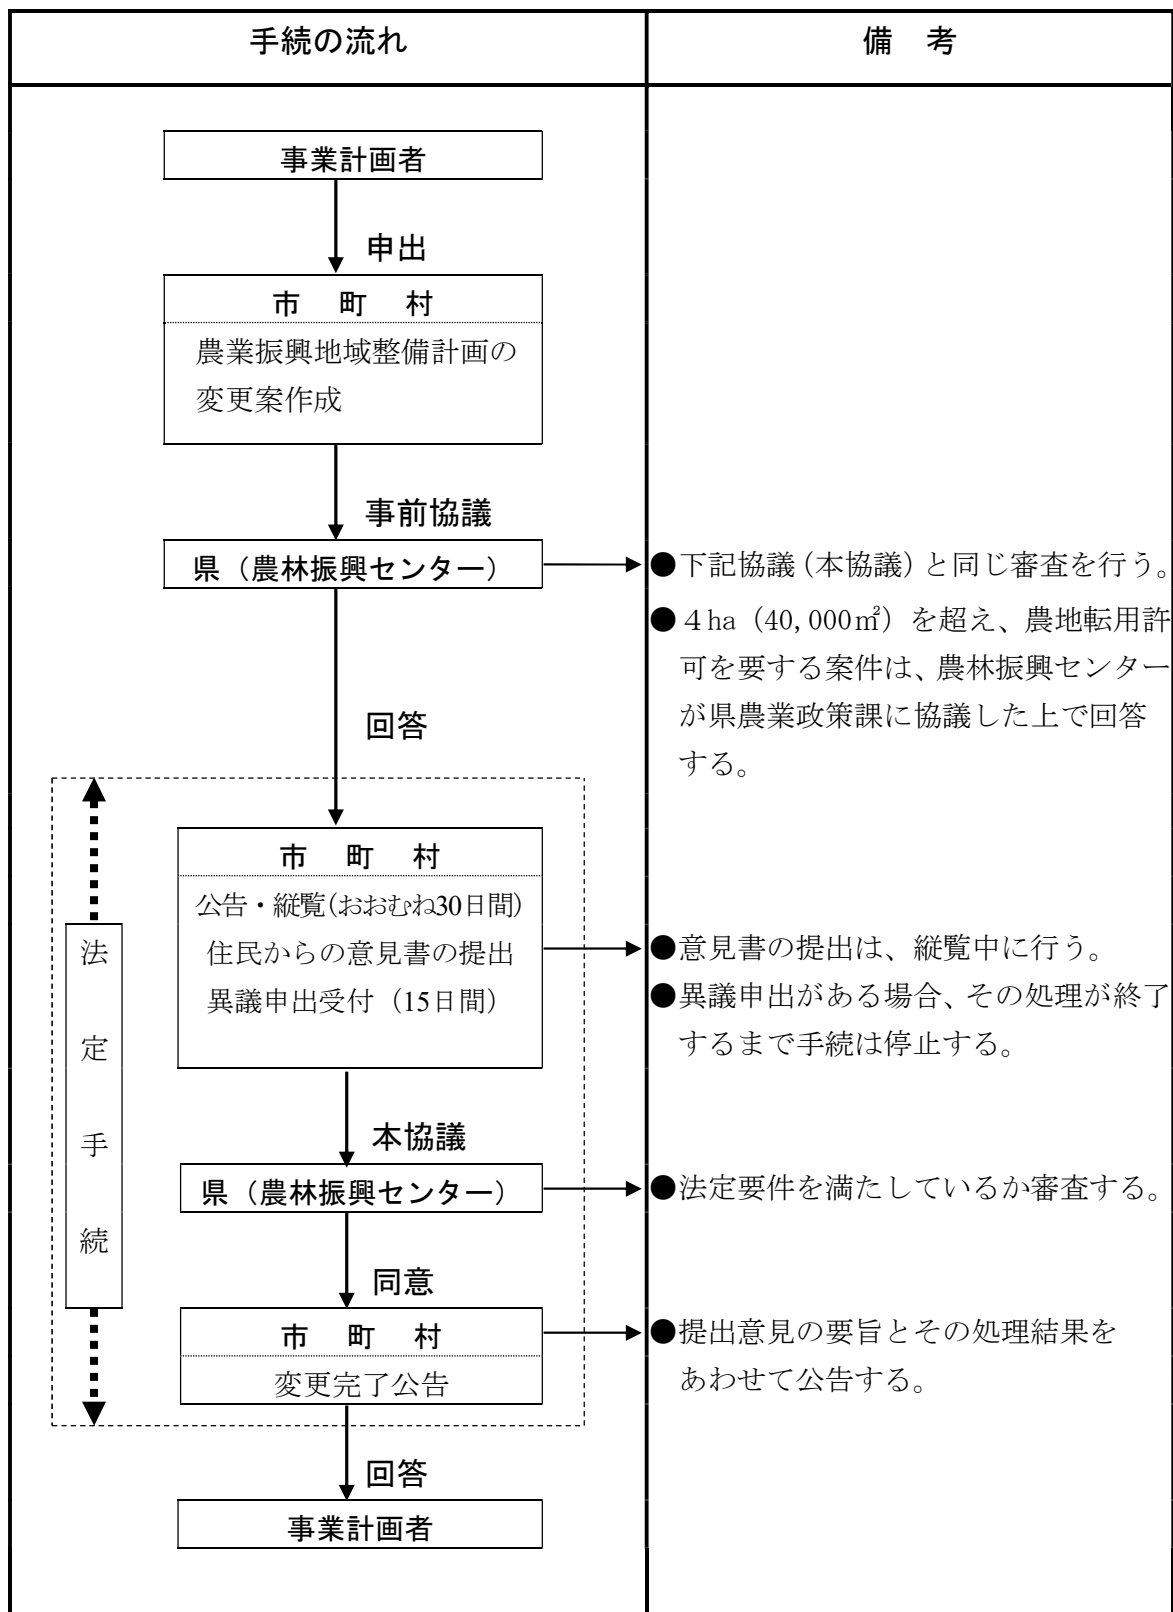 手続の流れ
備　考
事業計画者
申出
市　町　村
農業振興地域整備計画の
変更案作成
事前協議
県（農林振興センター）
●下記協議（本協議）と同じ審査を行う。
●４ha（40,000㎡）を超え、農地転用許
可を要する案件は、農林振興センター
が県農業政策課に協議した上で回答
する。
回答
法定手続
市　町　村
公告・縦覧（おおむね30日間）
住民からの意見書の提出
異議申出受付（15日間）
●意見書の提出は、縦覧中に行う。
●異議申出がある場合、その処理が終了
するまで手続は停止する。
本協議
県（農林振興センター）
●法定要件を満たしているか審査する。
同意
市　町　村
変更完了公告
●提出意見の要旨とその処理結果を
あわせて公告する。
回答
事業計画者